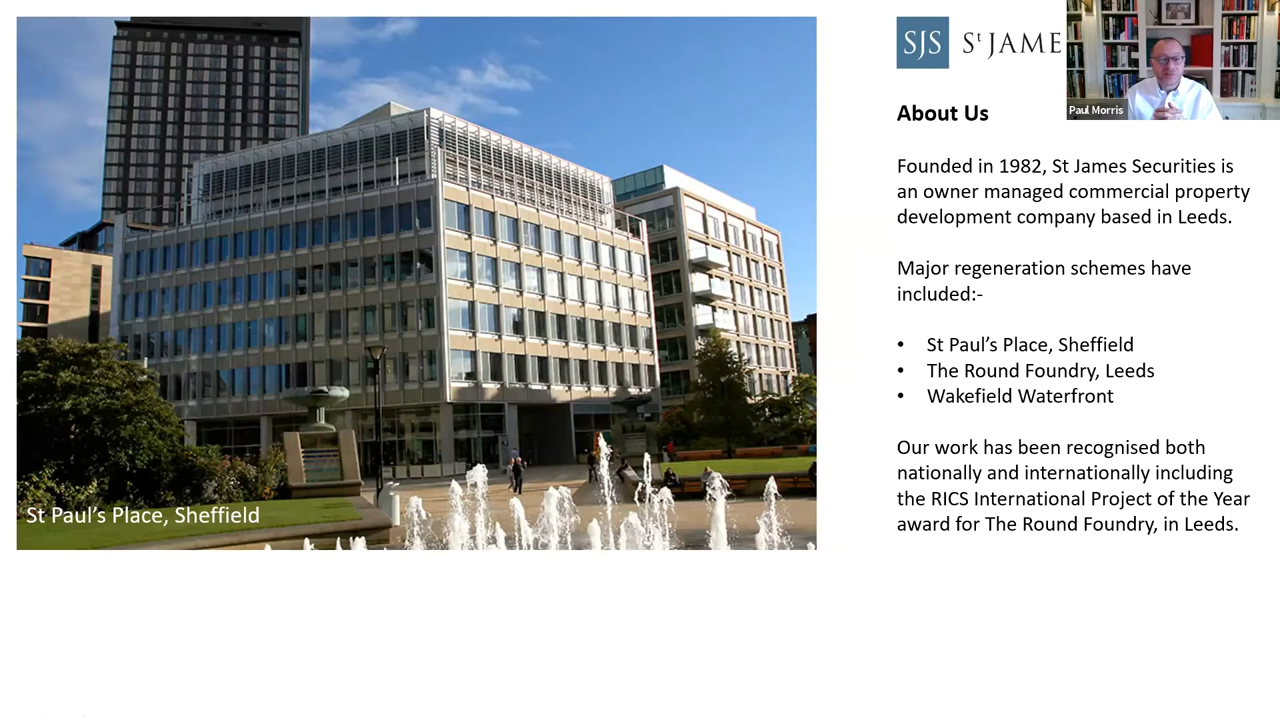 SJS St JAME
Paul Morris
About Us
Founded in 1982, St James Securities is
an owner managed commercial property
development company based in Leeds.
Major regeneration schemes have
included:-
• St Paul’s Place, Sheffield
• The Round Foundry, Leeds
• Wakefield Waterfront
Our work has been recognised both
nationally and internationally including
the RICS International Project of the Year
award for The Round Foundry, in Leeds.
St Paul’s Place, Sheffield